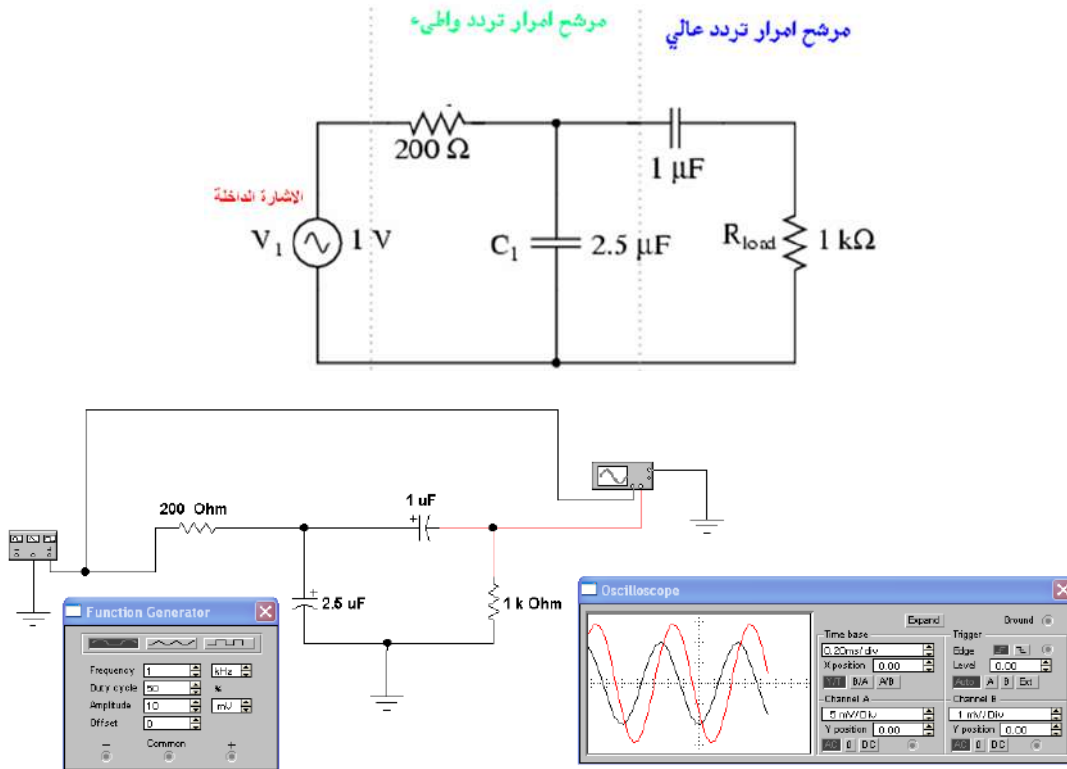 مرشح امرار تردد واطيء
مرشح امرار تردد عالي
200 Ω
1 µF
الاشارة الداخلة
V₁ 1 V
C₁ 2.5 µF
R_load 1 kΩ
1 uF
200 Ohm
2.5 uF
1 k Ohm
Function Generator
Frequency 1 kHz
Duty cycle 50 %
Amplitude 10 mV
Offset 0
− Common +
Oscilloscope
Expand
Ground
Time base
0.20ms/div
X position 0.00
Y/T B/A A/B
Trigger
Edge
Level 0.00
Auto A B Ext
Channel A
5 mV/Div
Y position 0.00
AC 0 DC
Channel B
1 mV/Div
Y position 0.00
AC 0 DC